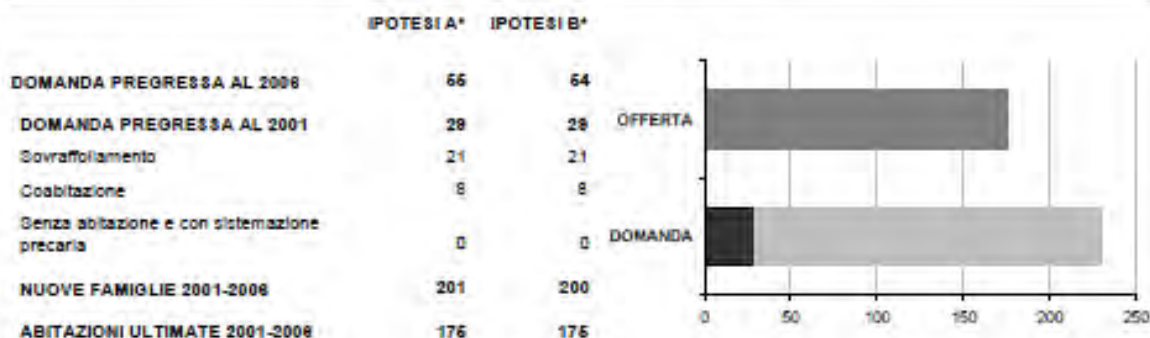 IPOTESI A* IPOTESI B*
DOMANDA PREGRESSA AL 2006 55 54
DOMANDA PREGRESSA AL 2001 29 29
Sovraffollamento 21 21
Coabitazione 8 8
Senza abitazione e con sistemazione
precaria 0 0
NUOVE FAMIGLIE 2001-2006 201 200
ABITAZIONI ULTIMATE 2001-2006 175 175
OFFERTA
DOMANDA
0 50 100 150 200 250